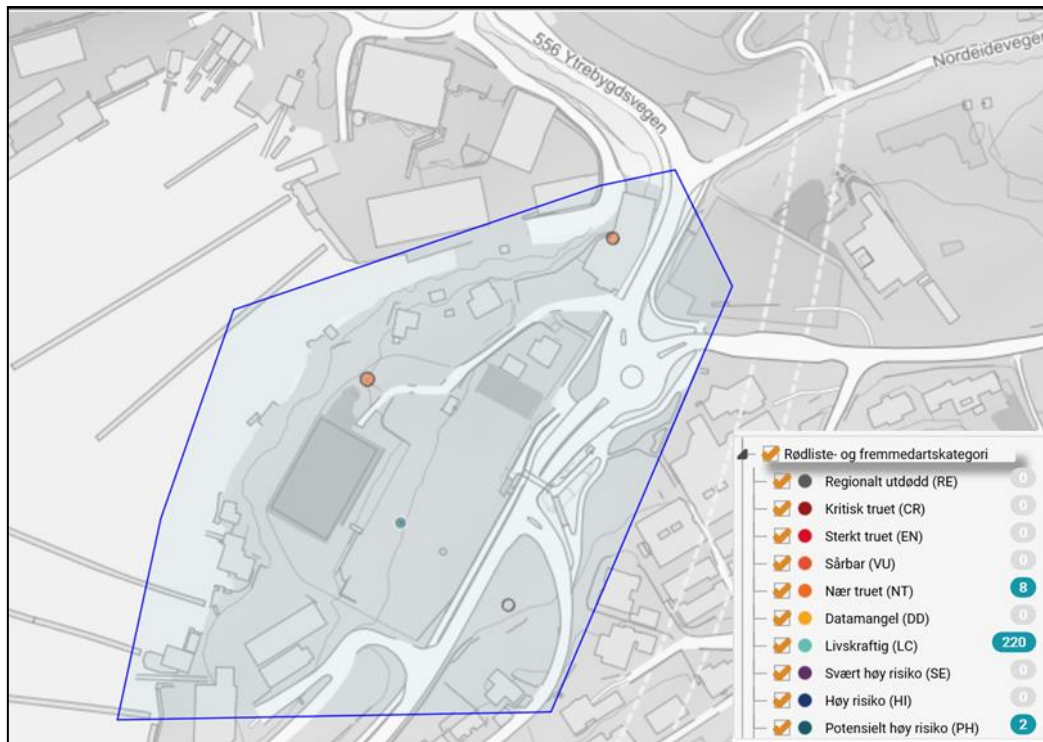 556 Ytrebygdsvegen
Nordeidevegen
Rødliste- og fremmedartskategori
Regionalt utdødd (RE) 0
Kritisk truet (CR) 0
Sterkt truet (EN) 0
Sårbar (VU) 0
Nær truet (NT) 8
Datamangel (DD) 0
Livskraftig (LC) 220
Svært høy risiko (SE) 0
Høy risiko (HI) 0
Potensielt høy risiko (PH) 2